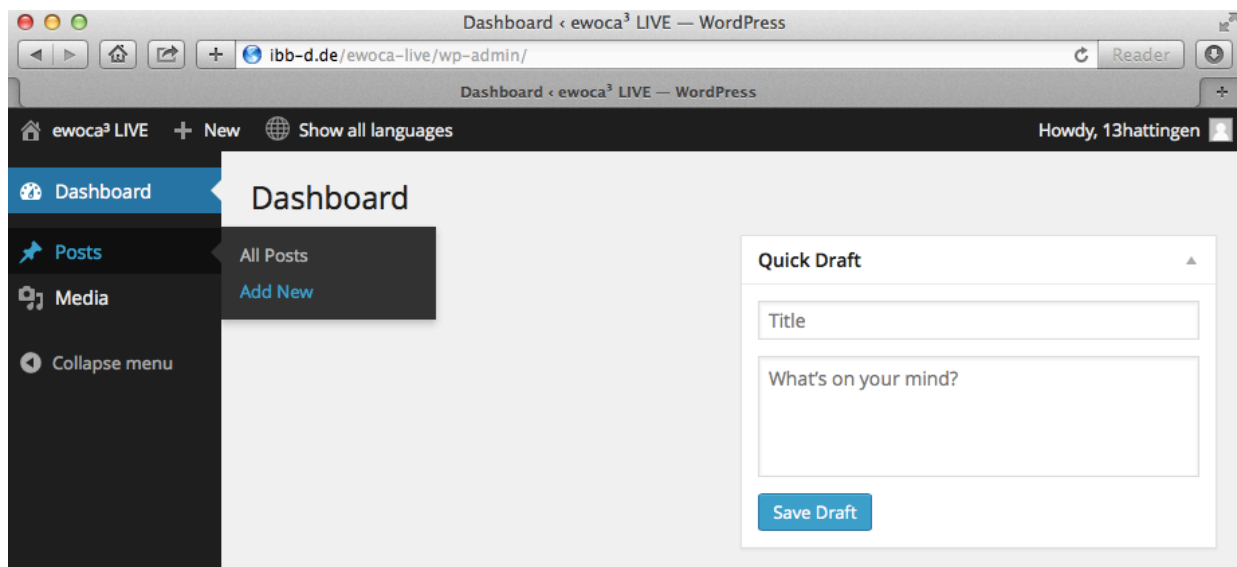 Dashboard ‹ ewoca³ LIVE — WordPress
ibb-d.de/ewoca-live/wp-admin/
Reader
Dashboard ‹ ewoca³ LIVE — WordPress
ewoca³ LIVE + New Show all languages Howdy, 13hattingen
Dashboard
Dashboard
Posts
All Posts
Add New
Media
Collapse menu
Quick Draft
Title
What's on your mind?
Save Draft